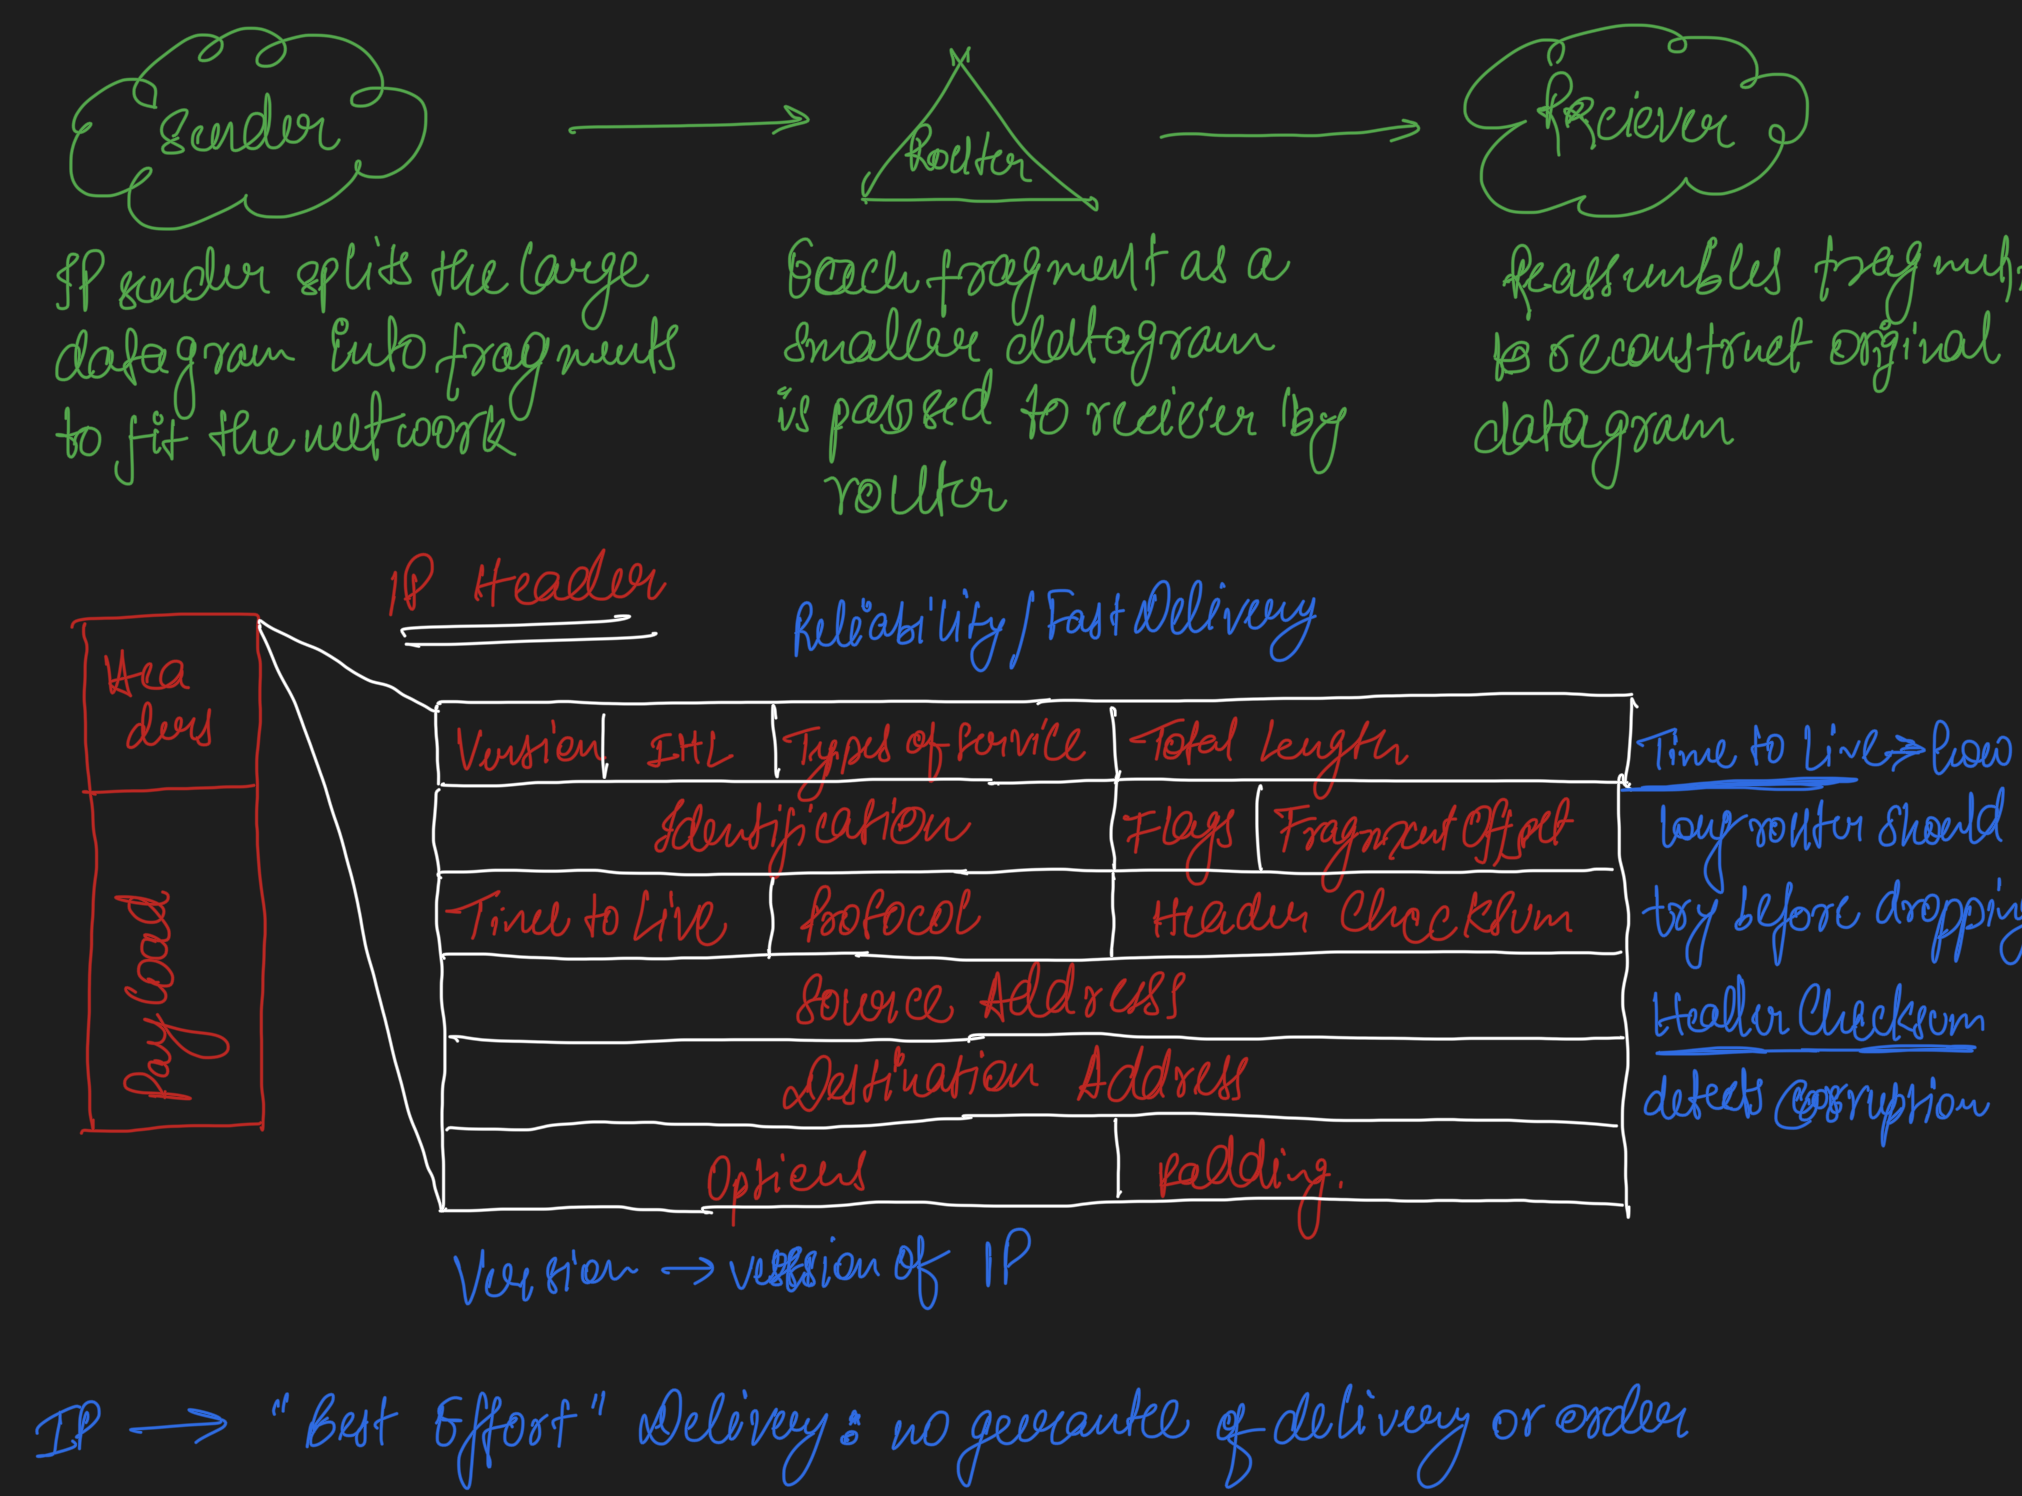 Sender
Router
Reciever
IP sender splits the large
datagram into fragments
to fit the network
Each fragment as a
smaller datagram
is passed to reciever by
router
Reassembles fragments
to reconstruct original
datagram
IP Header
Reliability / Fast Delivery
Hea
ders
Payload
Version IHL Types of Service Total Length
Identification Flags Fragment Offset
Time to Live Protocol Header Checksum
Source Address
Destination Address
Options Padding.
Time to Live → how
long router should
try before dropping
Header Checksum
detects corruption
Version → version of IP
IP → "Best Effort" Delivery: no gerantee of delivery or order